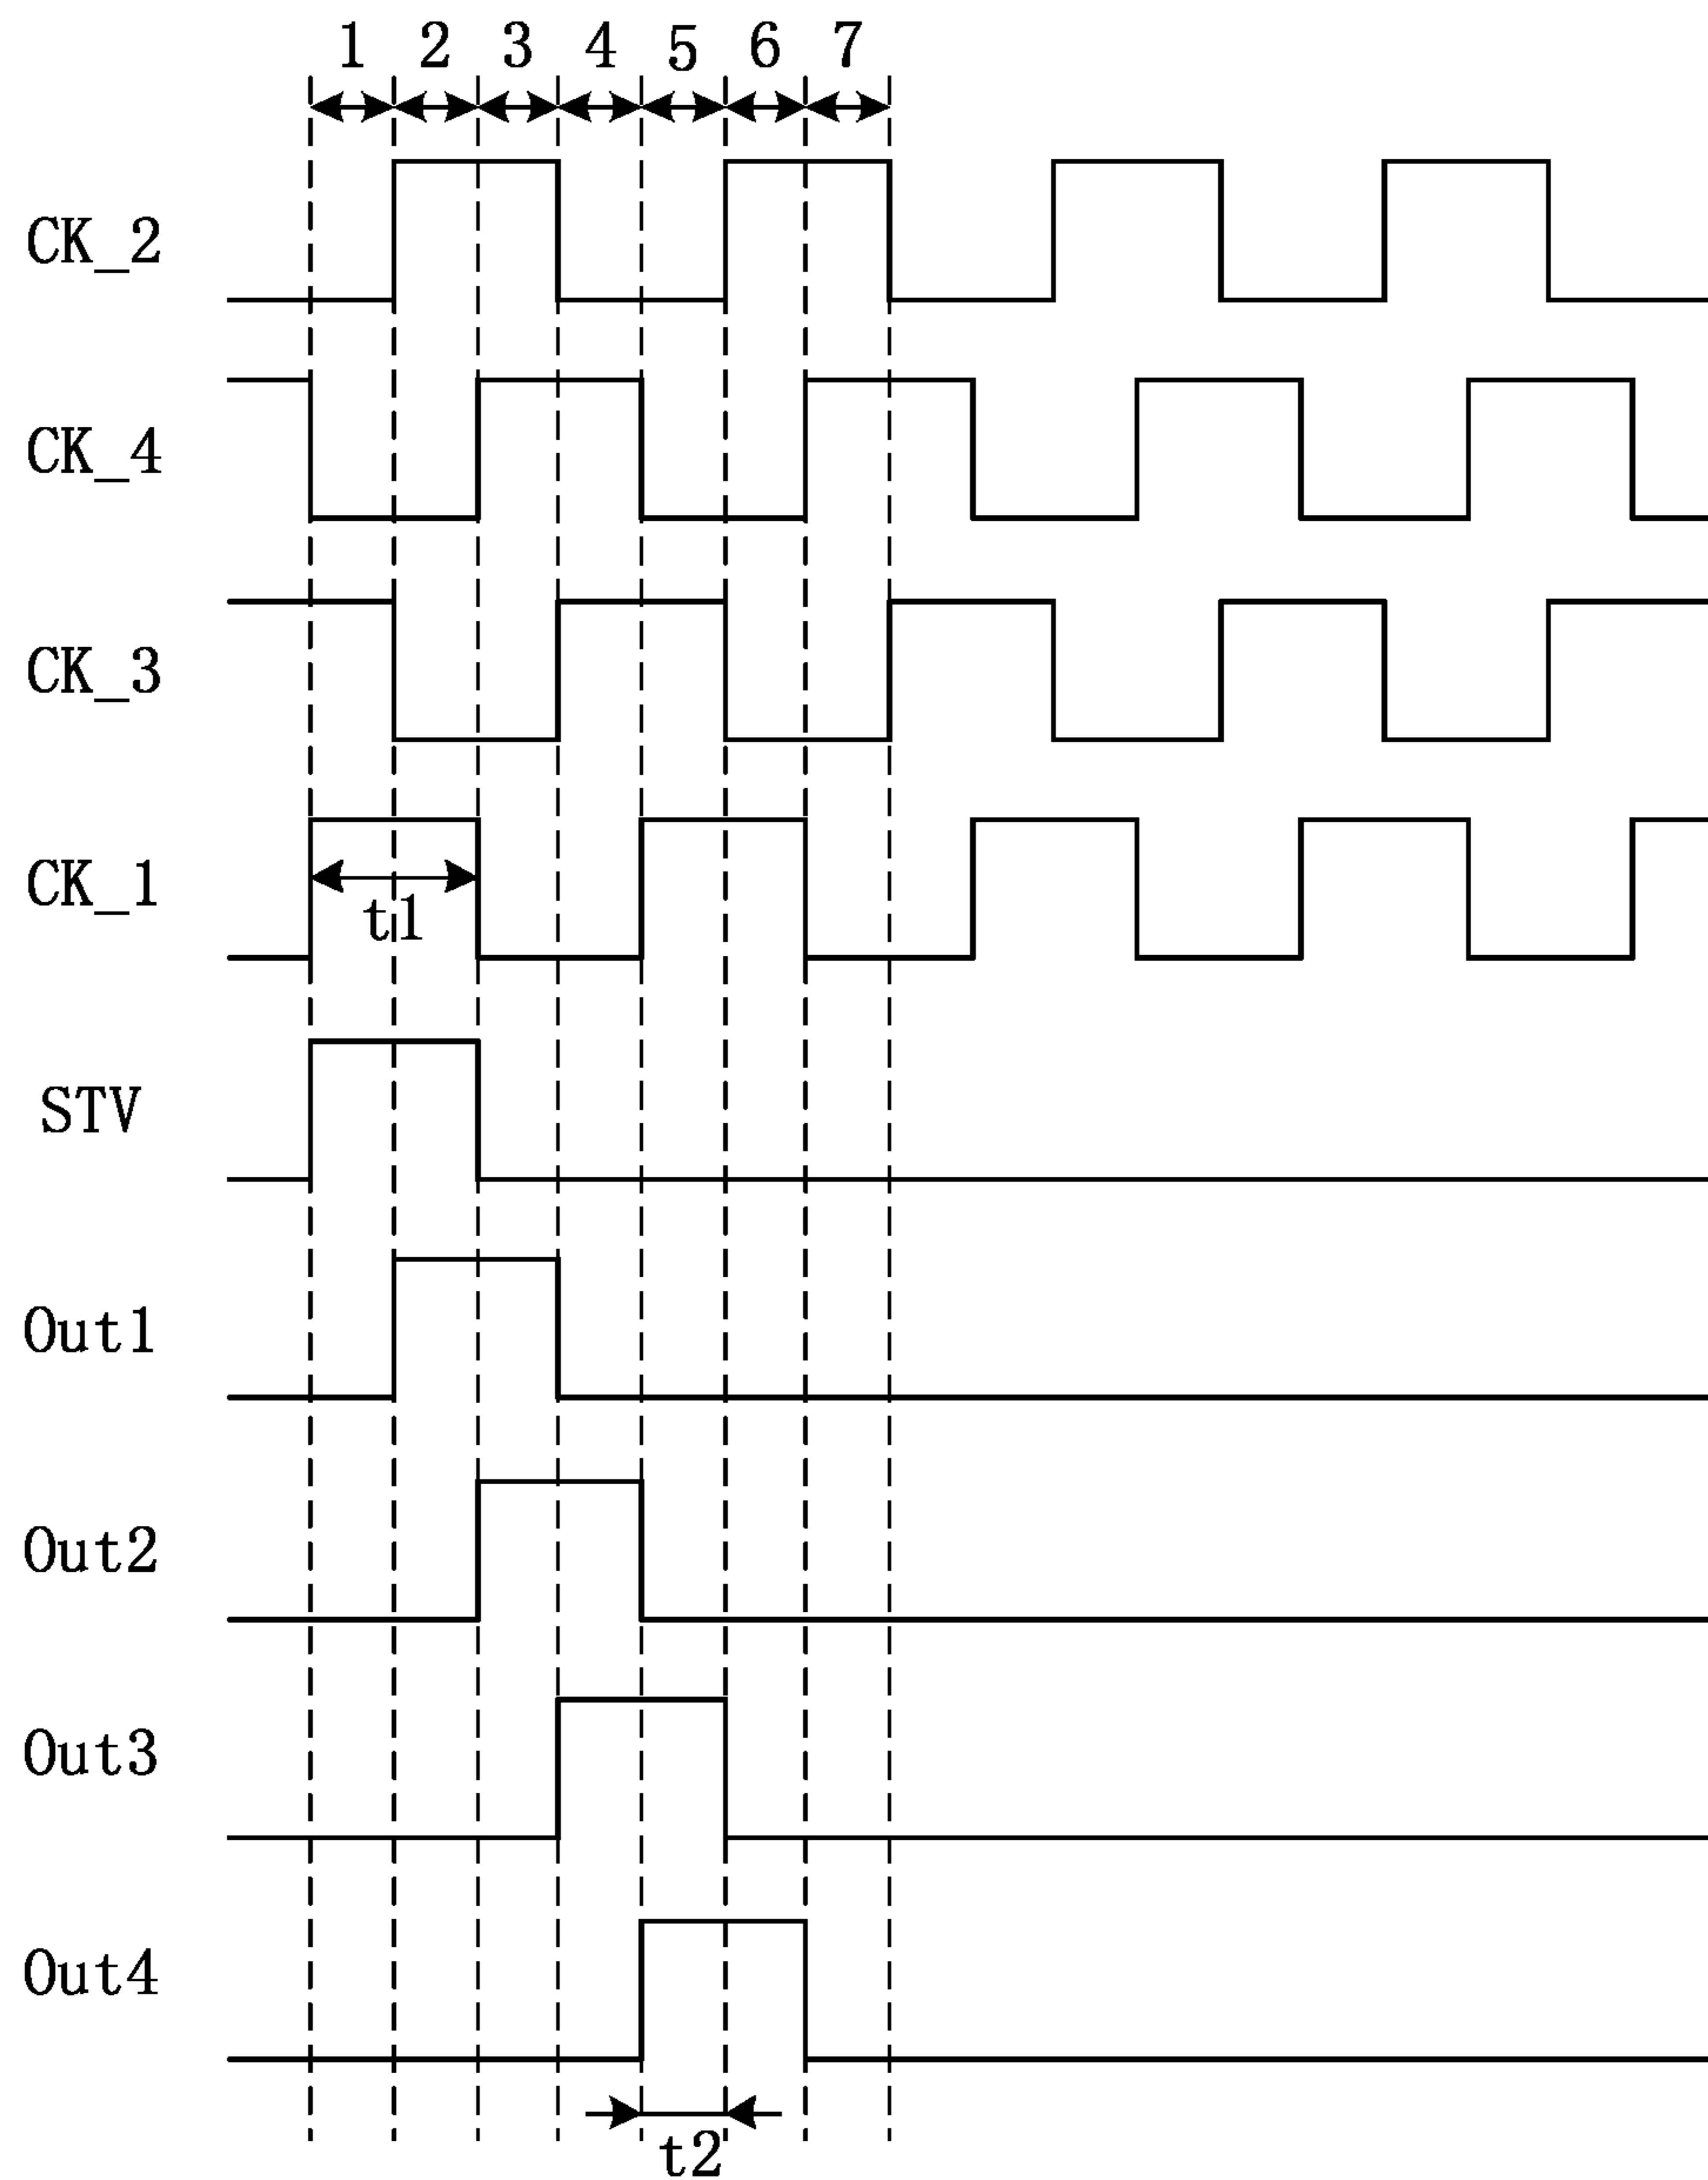 1 2 3 4 5 6 7
CK_2
CK_4
CK_3
CK_1
t1
STV
Out1
Out2
Out3
Out4
t2